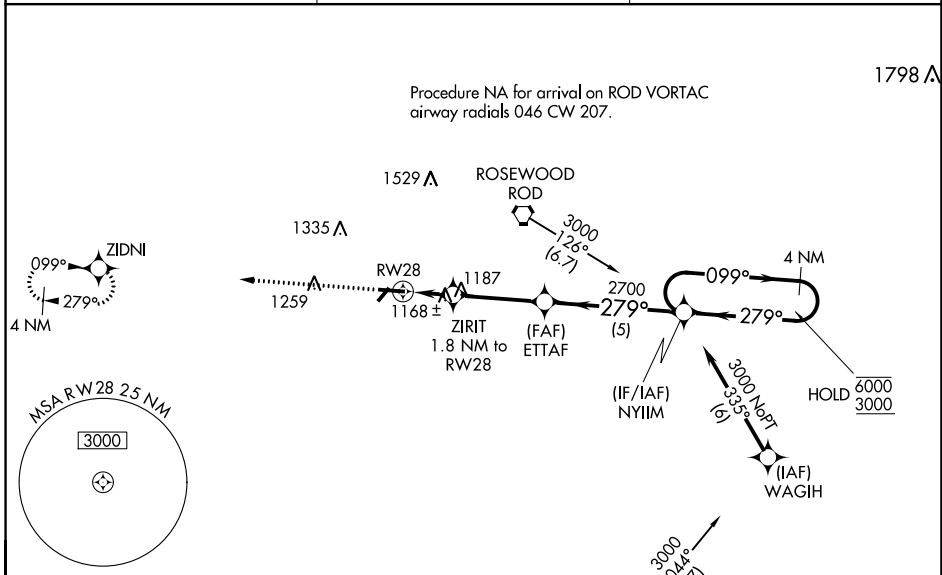 1798
Procedure NA for arrival on ROD VORTAC
airway radials 046 CW 207.
1529
ROSEWOOD
ROD
3000
126°
(6.7)
1335
ZIDNI
099°
279°
4 NM
1259
RW28
1168 ±
1187
ZIRIT
1.8 NM to
RW28
(FAF)
ETTAF
2700
279°
(5)
099°
4 NM
279°
(IF/IAF)
NYIIM
HOLD 6000
3000
3000 NoPT
335°
(6)
(IAF)
WAGIH
MSA RW28 25 NM
3000
3000
044°